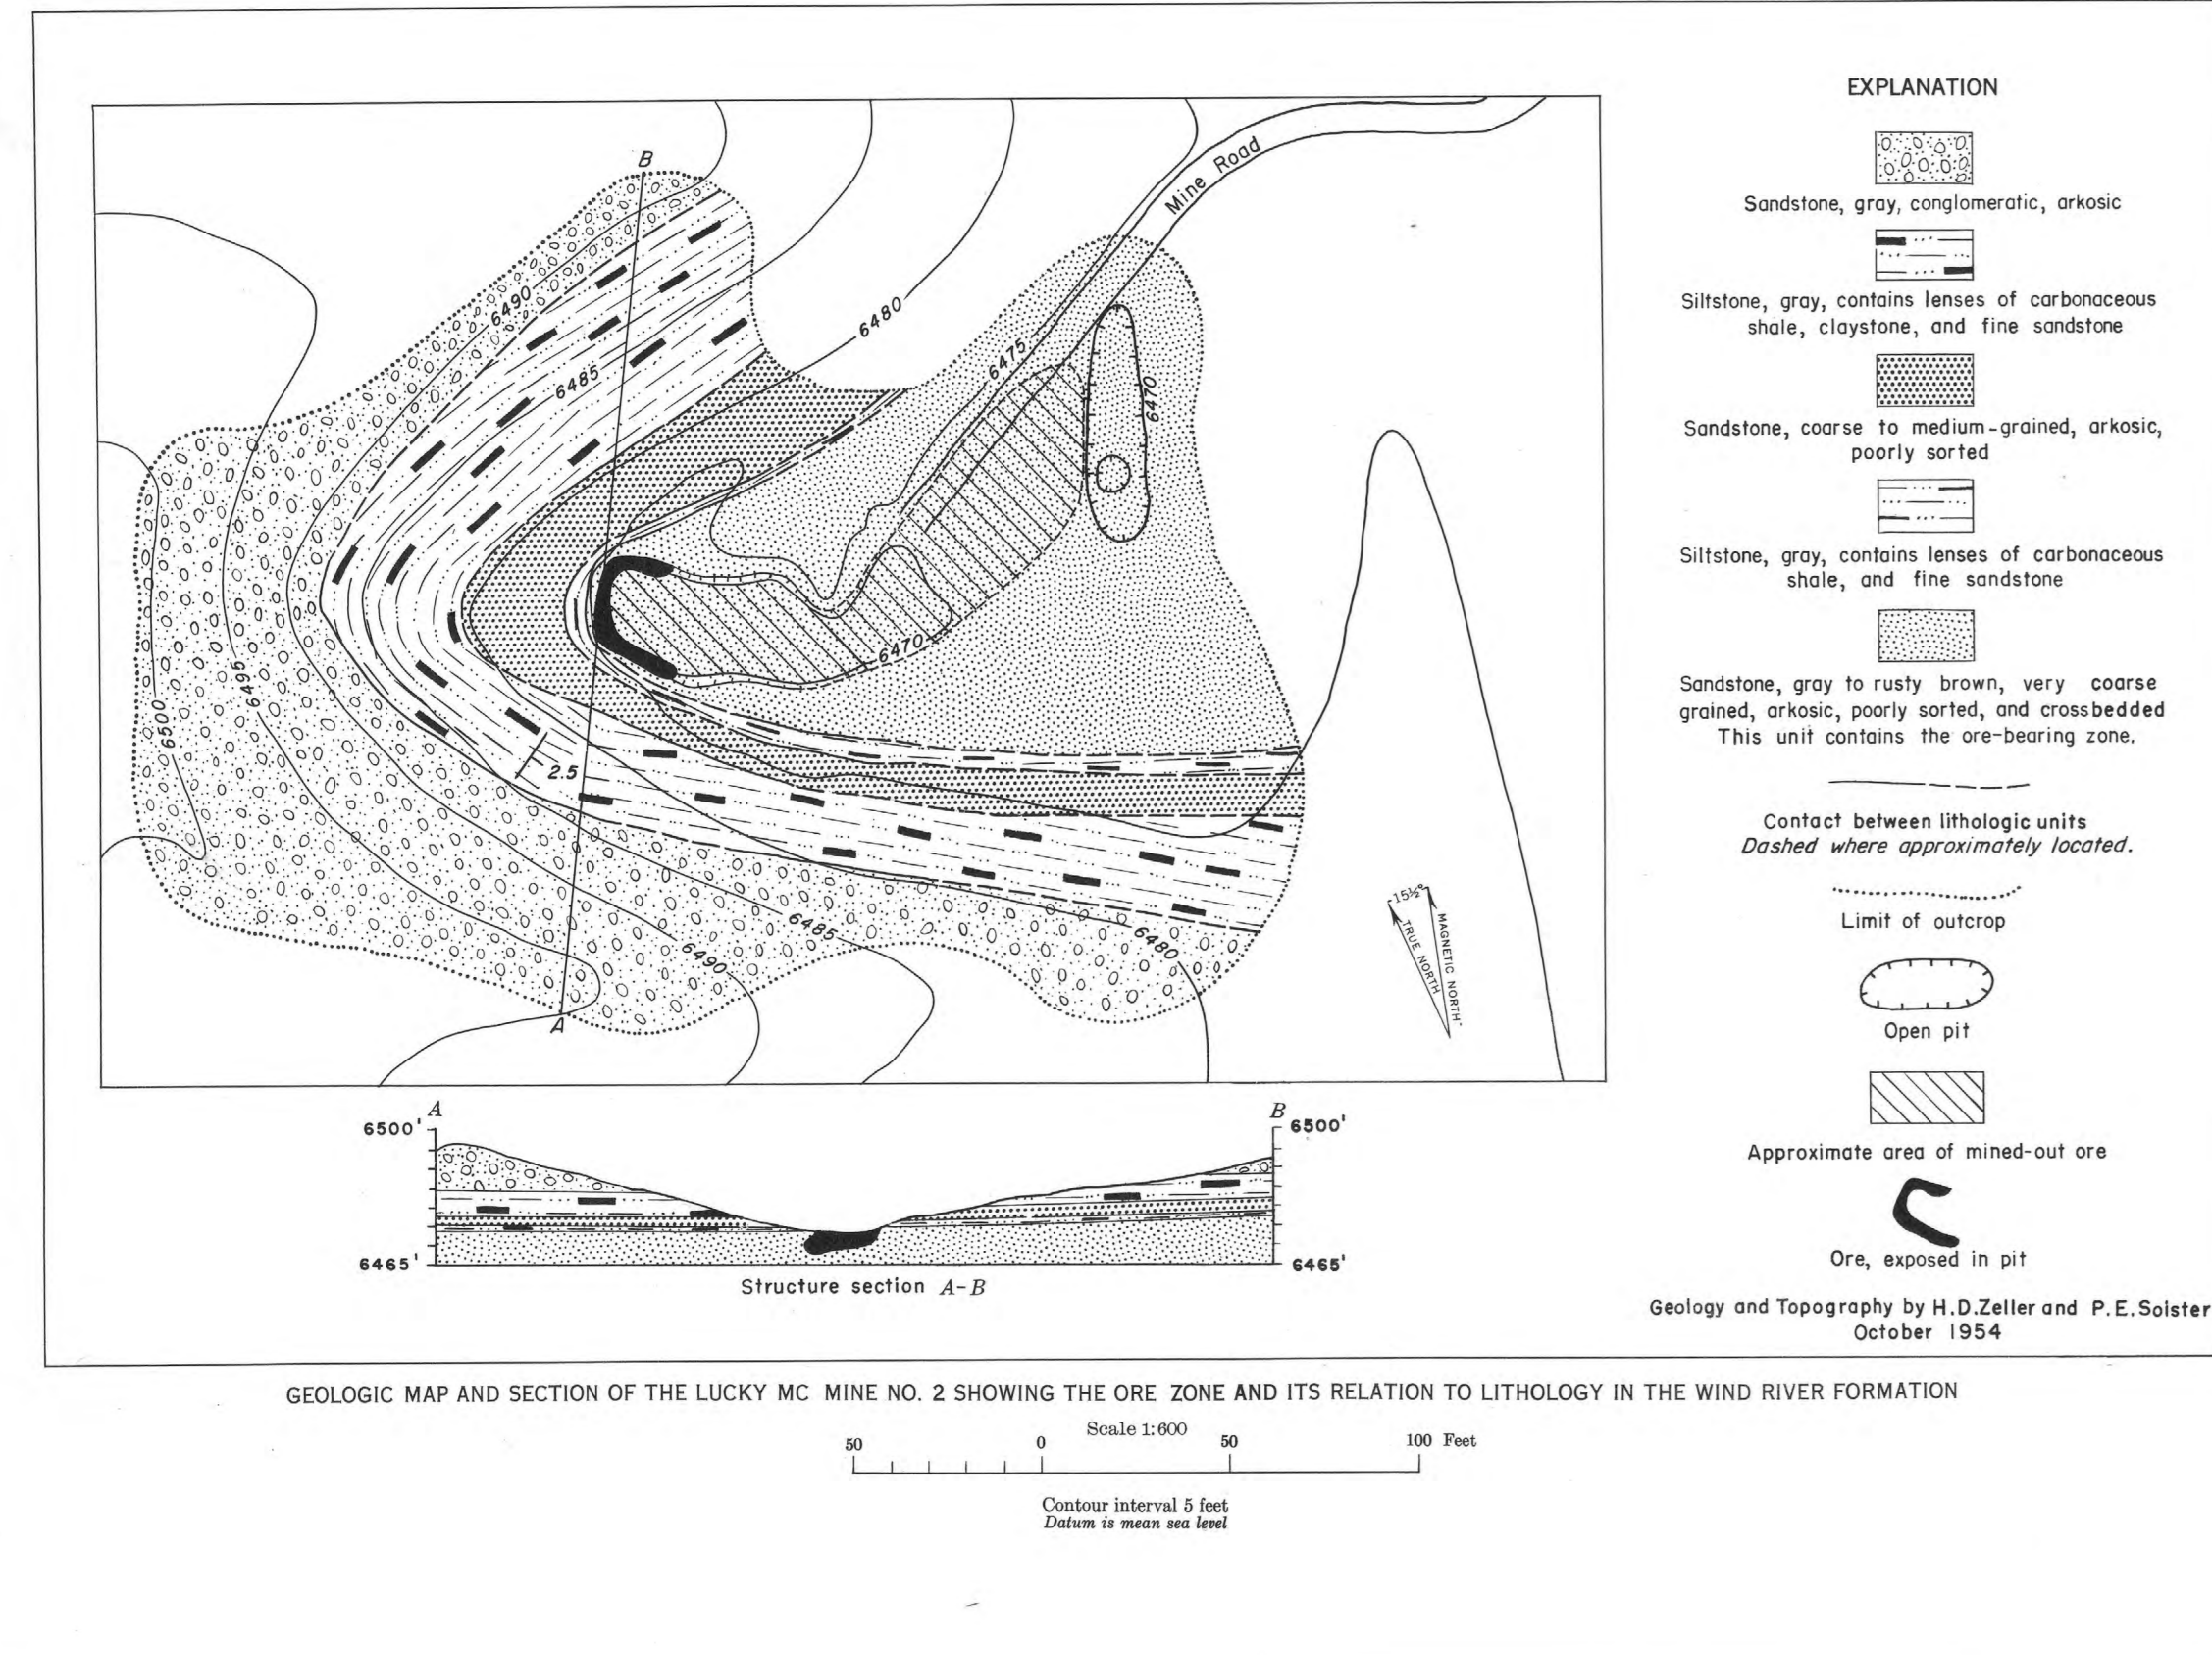 B
Mine Road
6490
6480
6485
6475
6470
6470
6495
6500
2.5
6485
6490
6480
A
15½°
TRUE NORTH
MAGNETIC NORTH
EXPLANATION
Sandstone, gray, conglomeratic, arkosic
Siltstone, gray, contains lenses of carbonaceous
shale, claystone, and fine sandstone
Sandstone, coarse to medium-grained, arkosic,
poorly sorted
Siltstone, gray, contains lenses of carbonaceous
shale, and fine sandstone
Sandstone, gray to rusty brown, very coarse
grained, arkosic, poorly sorted, and crossbedded
This unit contains the ore-bearing zone.
Contact between lithologic units
Dashed where approximately located.
Limit of outcrop
Open pit
Approximate area of mined-out ore
Ore, exposed in pit
Geology and Topography by H.D.Zeller and P.E.Soister
October 1954
A
B
6500'
6500'
6465'
6465'
Structure section A-B
GEOLOGIC MAP AND SECTION OF THE LUCKY MC MINE NO. 2 SHOWING THE ORE ZONE AND ITS RELATION TO LITHOLOGY IN THE WIND RIVER FORMATION
Scale 1:600
50 0 50 100 Feet
Contour interval 5 feet
Datum is mean sea level